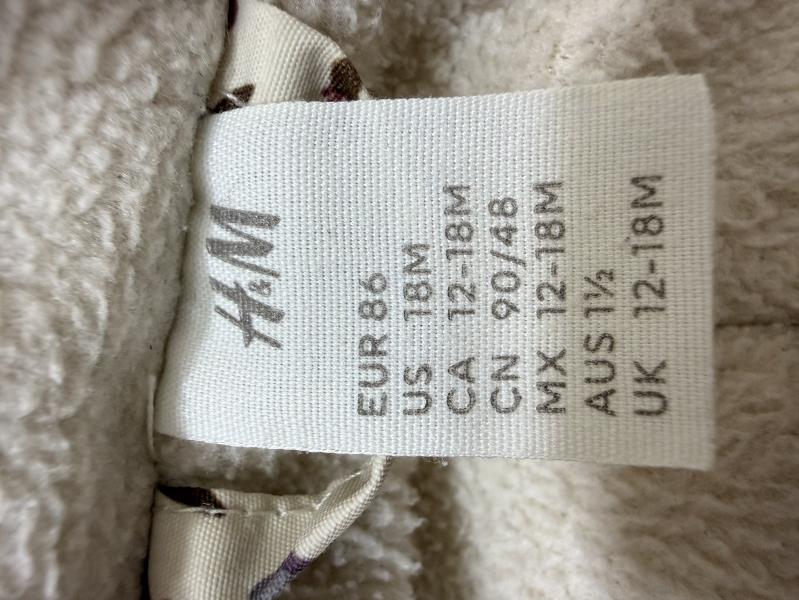 H&M
EUR 86
US 18M
CA 12-18M
CN 90/48
MX 12-18M
AUS 1½
UK 12-18M